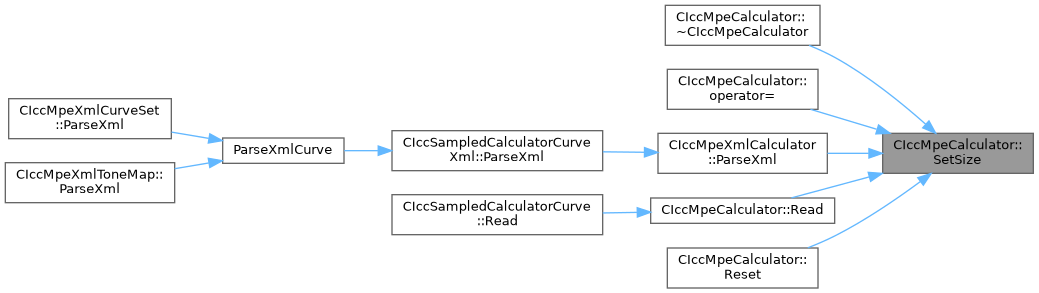 CIccMpeCalculator::
~CIccMpeCalculator
CIccMpeCalculator::
operator=
CIccMpeXmlCurveSet
::ParseXml
ParseXmlCurve
CIccSampledCalculatorCurve
Xml::ParseXml
CIccMpeXmlCalculator
::ParseXml
CIccMpeCalculator::
SetSize
CIccMpeXmlToneMap::
ParseXml
CIccSampledCalculatorCurve
::Read
CIccMpeCalculator::Read
CIccMpeCalculator::
Reset